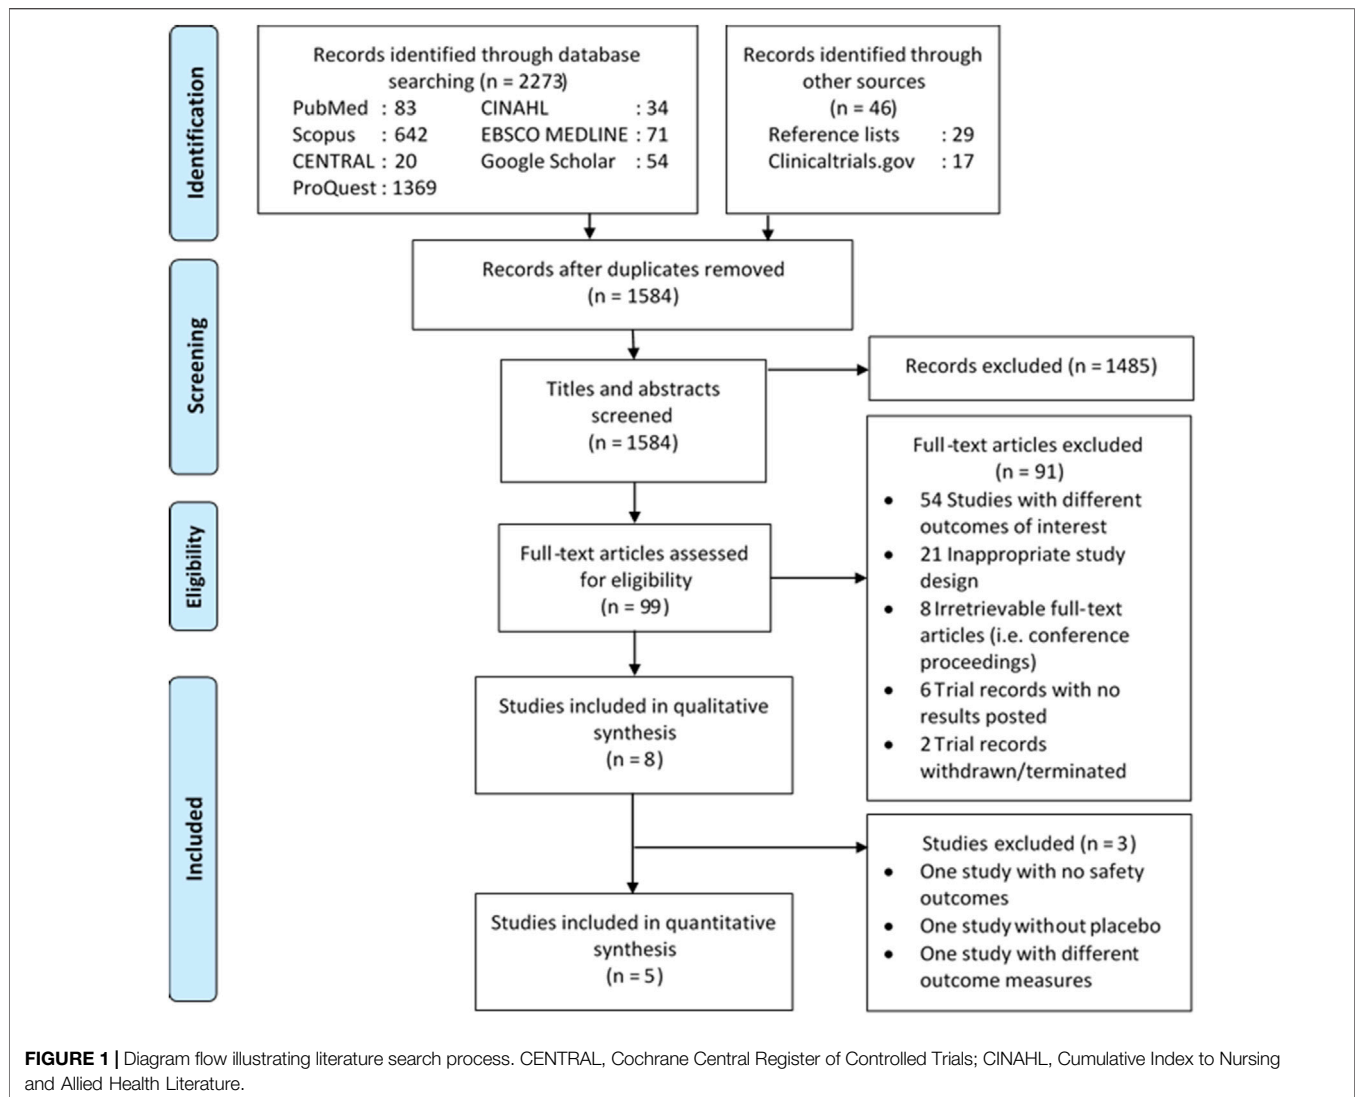 Identification
Records identified through database
searching (n = 2273)
PubMed : 83
Scopus : 642
CENTRAL : 20
ProQuest : 1369
CINAHL : 34
EBSCO MEDLINE : 71
Google Scholar : 54
Records identified through
other sources
(n = 46)
Reference lists : 29
Clinicaltrials.gov : 17
Screening
Records after duplicates removed
(n = 1584)
Titles and abstracts
screened
(n = 1584)
Records excluded (n = 1485)
Eligibility
Full-text articles assessed
for eligibility
(n = 99)
Full-text articles excluded
(n = 91)
• 54 Studies with different
outcomes of interest
• 21 Inappropriate study
design
• 8 Irretrievable full-text
articles (i.e. conference
proceedings)
• 6 Trial records with no
results posted
• 2 Trial records
withdrawn/terminated
Included
Studies included in qualitative
synthesis
(n = 8)
Studies excluded (n = 3)
• One study with no safety
outcomes
• One study without placebo
• One study with different
outcome measures
Studies included in quantitative
synthesis
(n = 5)
FIGURE 1 | Diagram flow illustrating literature search process. CENTRAL, Cochrane Central Register of Controlled Trials; CINAHL, Cumulative Index to Nursing
and Allied Health Literature.